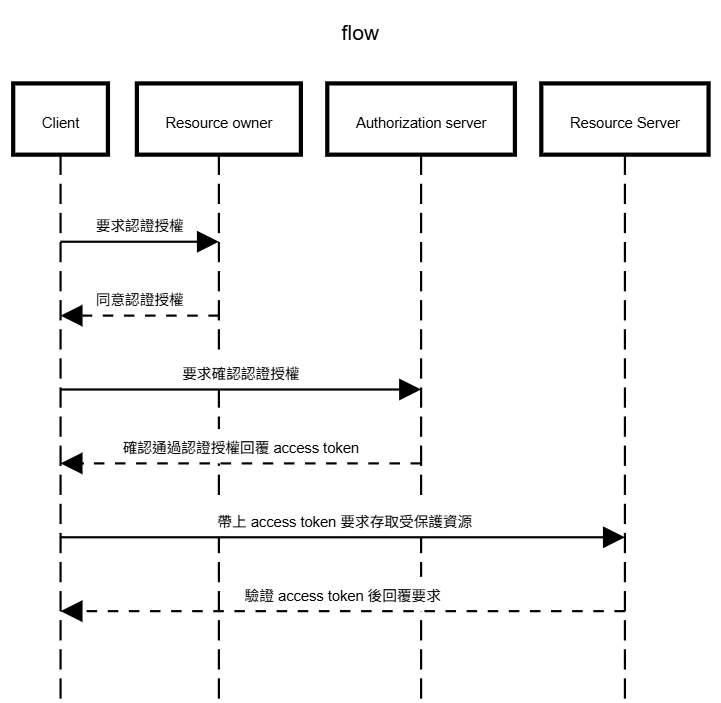 flow
Client
Resource owner
Authorization server
Resource Server
要求認證授權
同意認證授權
要求確認認證授權
確認通過認證授權回覆 access token
帶上 access token 要求存取受保護資源
驗證 access token 後回覆要求